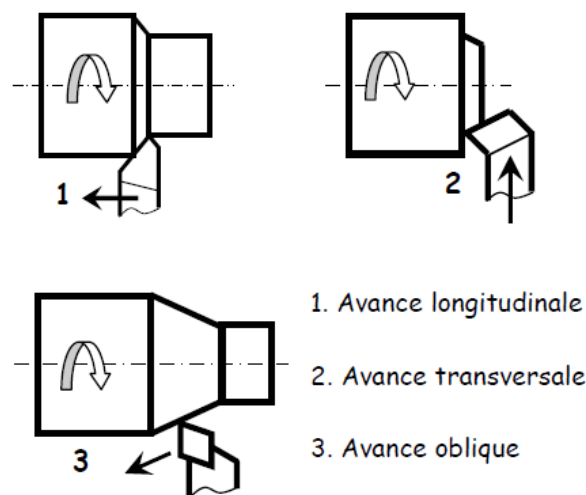 1
2
3
1. Avance longitudinale
2. Avance transversale
3. Avance oblique